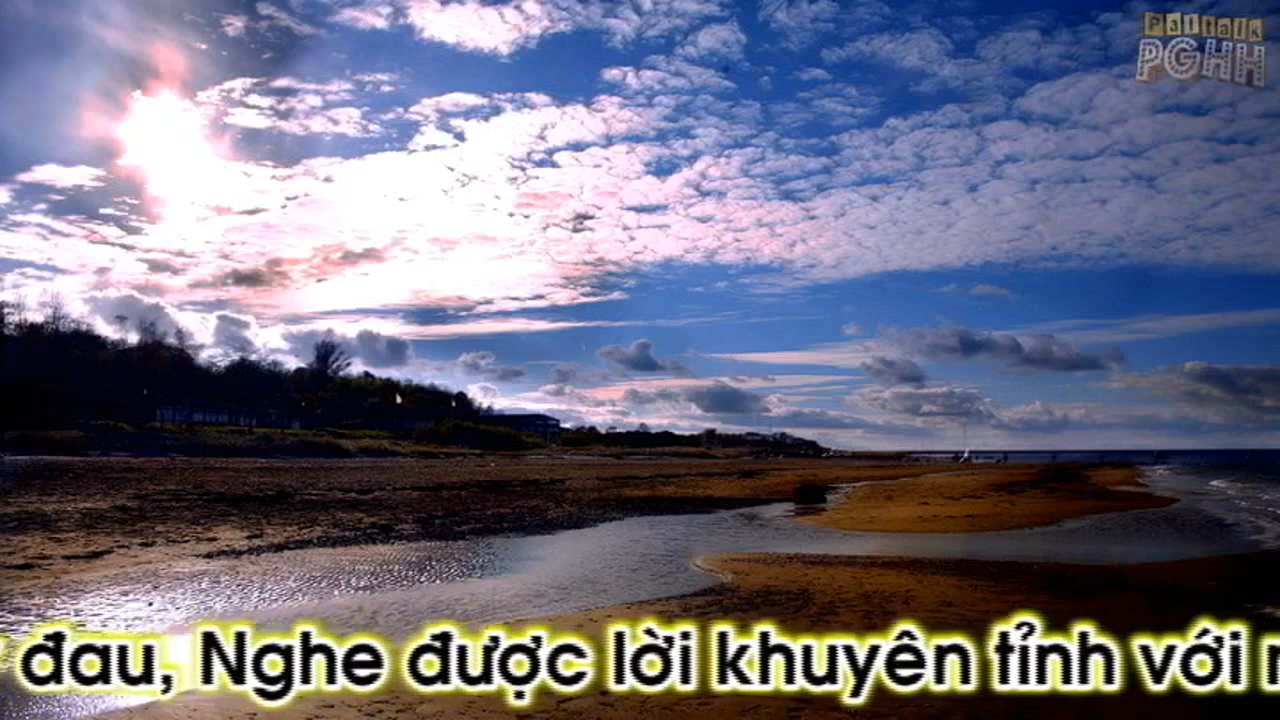 Paltalk
PGHH
đau, Nghe được lời khuyên tỉnh với